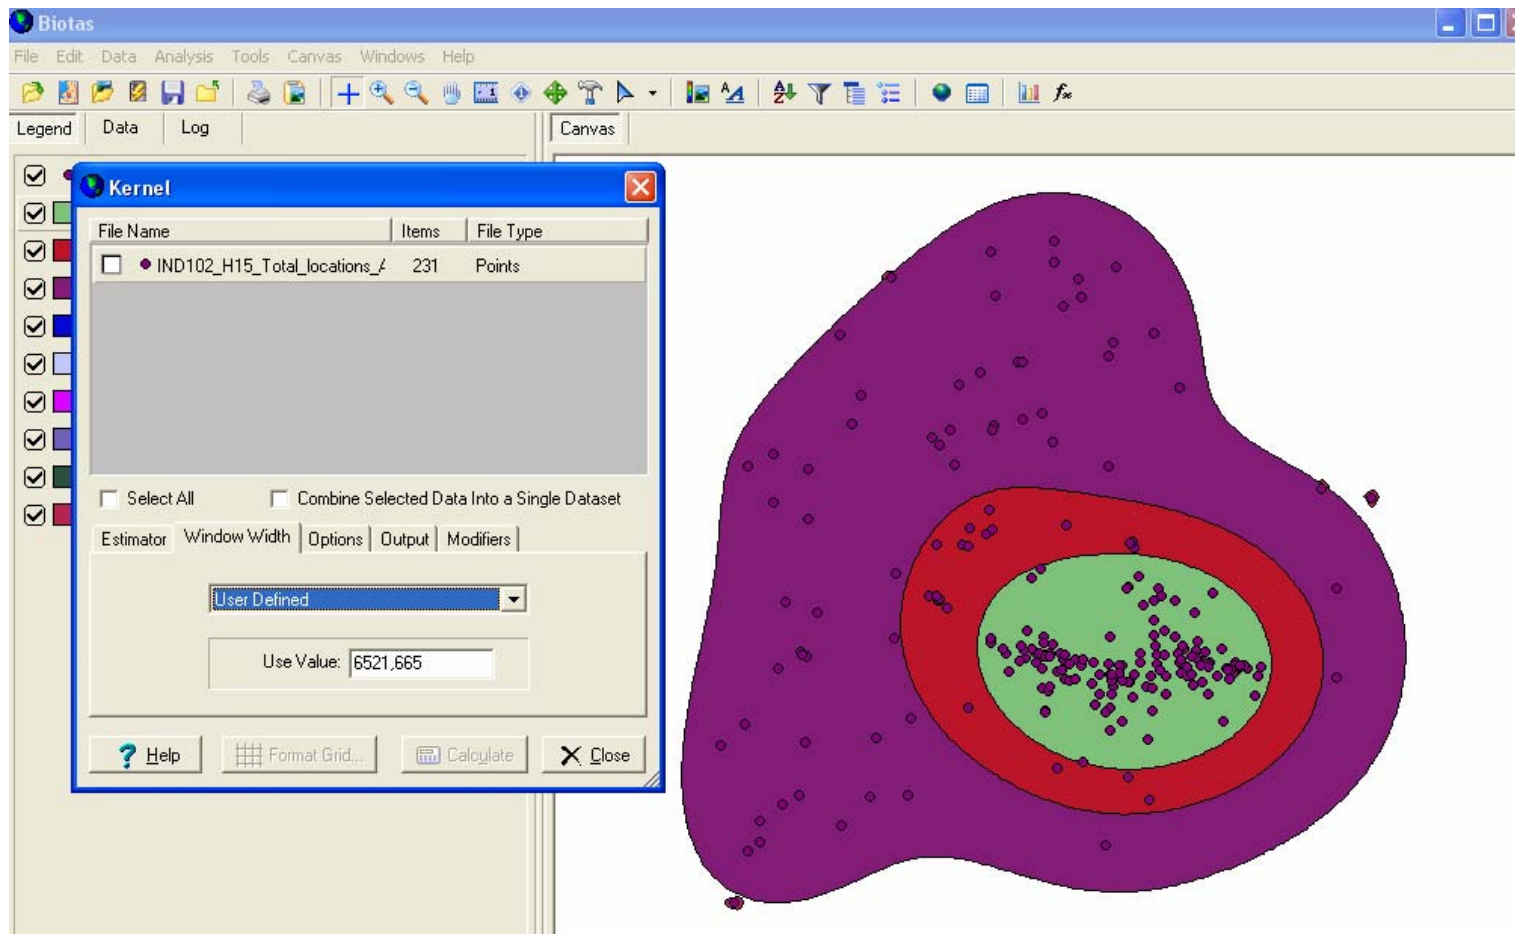 Biotas
File Edit Data Analysis Tools Canvas Windows Help
Legend Data Log
Canvas
Kernel
File Name Items File Type
IND102_H15_Total_locations_A 231 Points
Select All Combine Selected Data Into a Single Dataset
Estimator Window Width Options Output Modifiers
User Defined
Use Value: 6521,665
Help Format Grid... Calculate Close